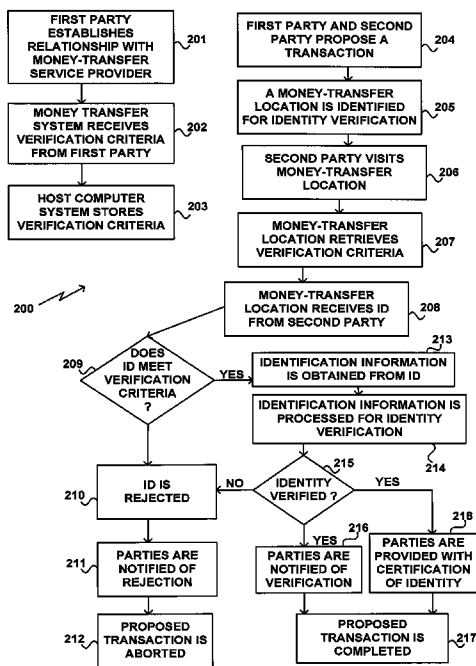 FIRST PARTY
ESTABLISHES
RELATIONSHIP WITH
MONEY-TRANSFER
SERVICE PROVIDER
201
MONEY TRANSFER
SYSTEM RECEIVES
VERIFICATION CRITERIA
FROM FIRST PARTY
202
HOST COMPUTER
SYSTEM STORES
VERIFICATION CRITERIA
203
FIRST PARTY AND SECOND
PARTY PROPOSE A
TRANSACTION
204
A MONEY-TRANSFER
LOCATION IS IDENTIFIED
FOR IDENTITY VERIFICATION
205
SECOND PARTY VISITS
MONEY-TRANSFER
LOCATION
206
MONEY-TRANSFER
LOCATION RETRIEVES
VERIFICATION CRITERIA
207
MONEY-TRANSFER
LOCATION RECEIVES ID
FROM SECOND PARTY
208
200
209
DOES
ID MEET
VERIFICATION
CRITERIA
?
YES
213
IDENTIFICATION INFORMATION
IS OBTAINED FROM ID
IDENTIFICATION INFORMATION IS
PROCESSED FOR IDENTITY
VERIFICATION
214
215
IDENTITY
VERIFIED ?
NO
YES
YES
210
ID IS
REJECTED
211
PARTIES ARE
NOTIFIED OF
REJECTION
212
PROPOSED
TRANSACTION IS
ABORTED
216
PARTIES ARE
NOTIFIED OF
VERIFICATION
218
PARTIES ARE
PROVIDED WITH
CERTIFICATION
OF IDENTITY
PROPOSED
TRANSACTION IS
COMPLETED
217